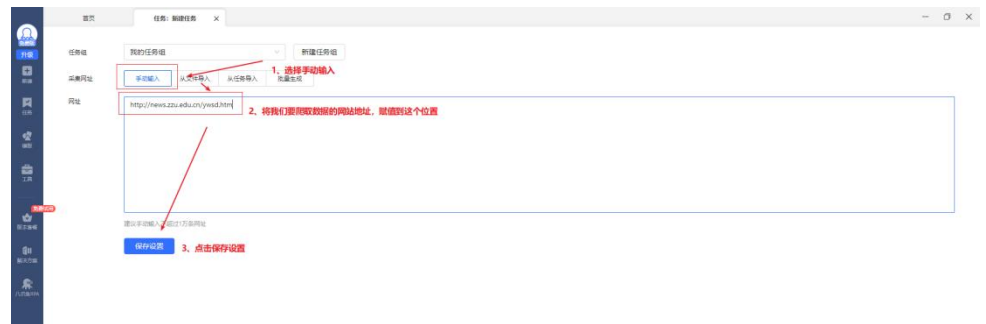 首页
任务: 新建任务 ×
升级
任务组
我的任务组
新建任务组
1、选择手动输入
采集网址
手动输入
从文件导入
从任务导入
批量生成
网址
http://news.zzu.edu.cn/ywsd.htm
2、将我们要爬取数据的网站地址，赋值到这个位置
任务
工具
保存设置
3、点击保存设置